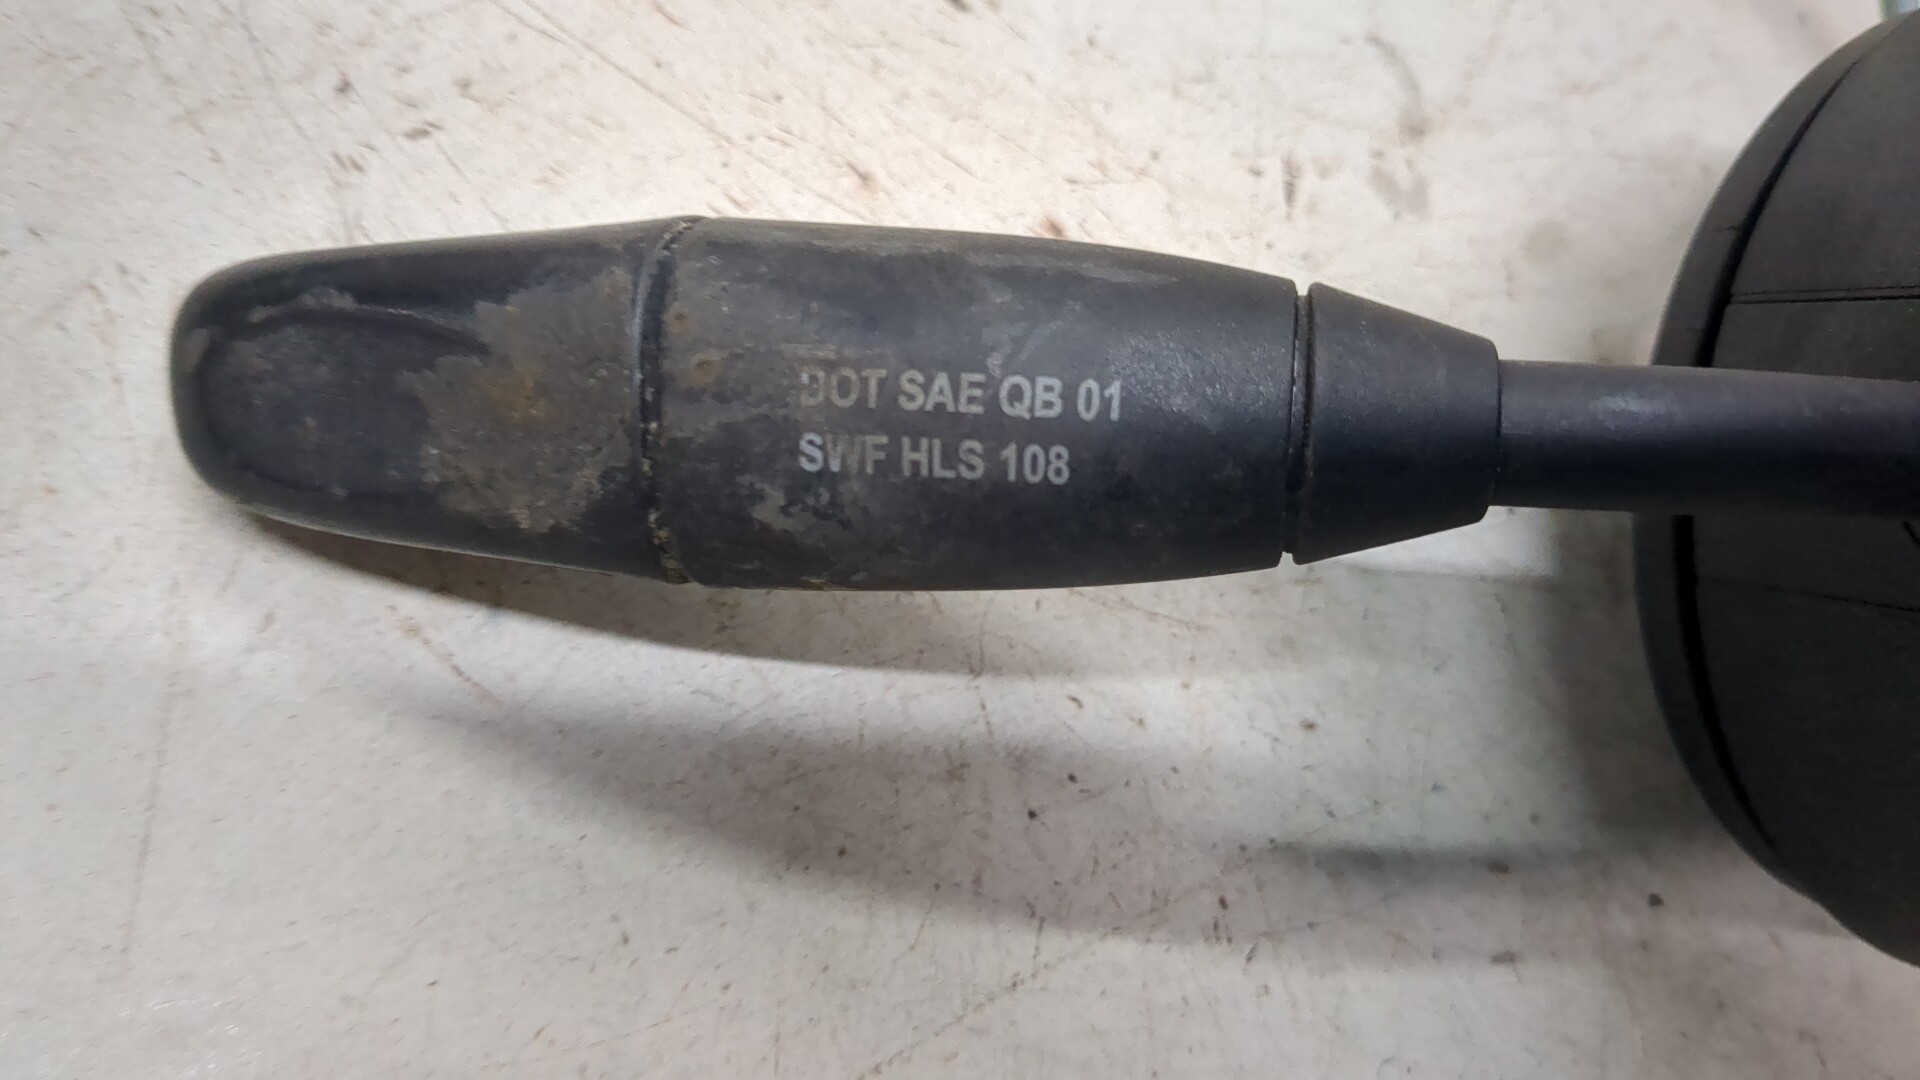 DOT SAE QB 01
SWF HLS 108